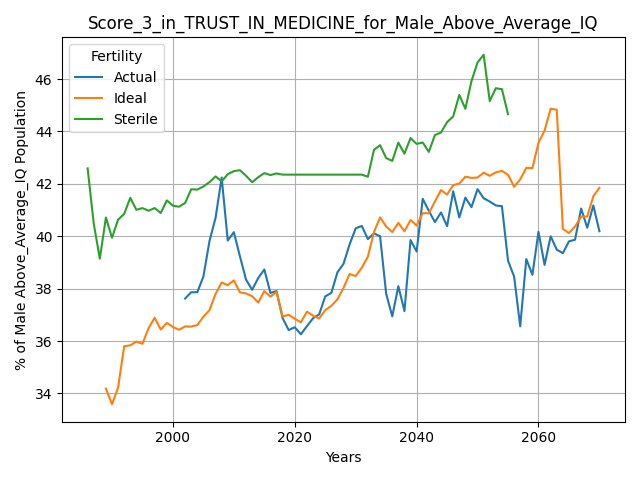 Score_3_in_TRUST_IN_MEDICINE_for_Male_Above_Average_IQ
Fertility
Actual
Ideal
Sterile
% of Male Above_Average_IQ Population
46
44
42
40
38
36
34
2000 2020 2040 2060
Years